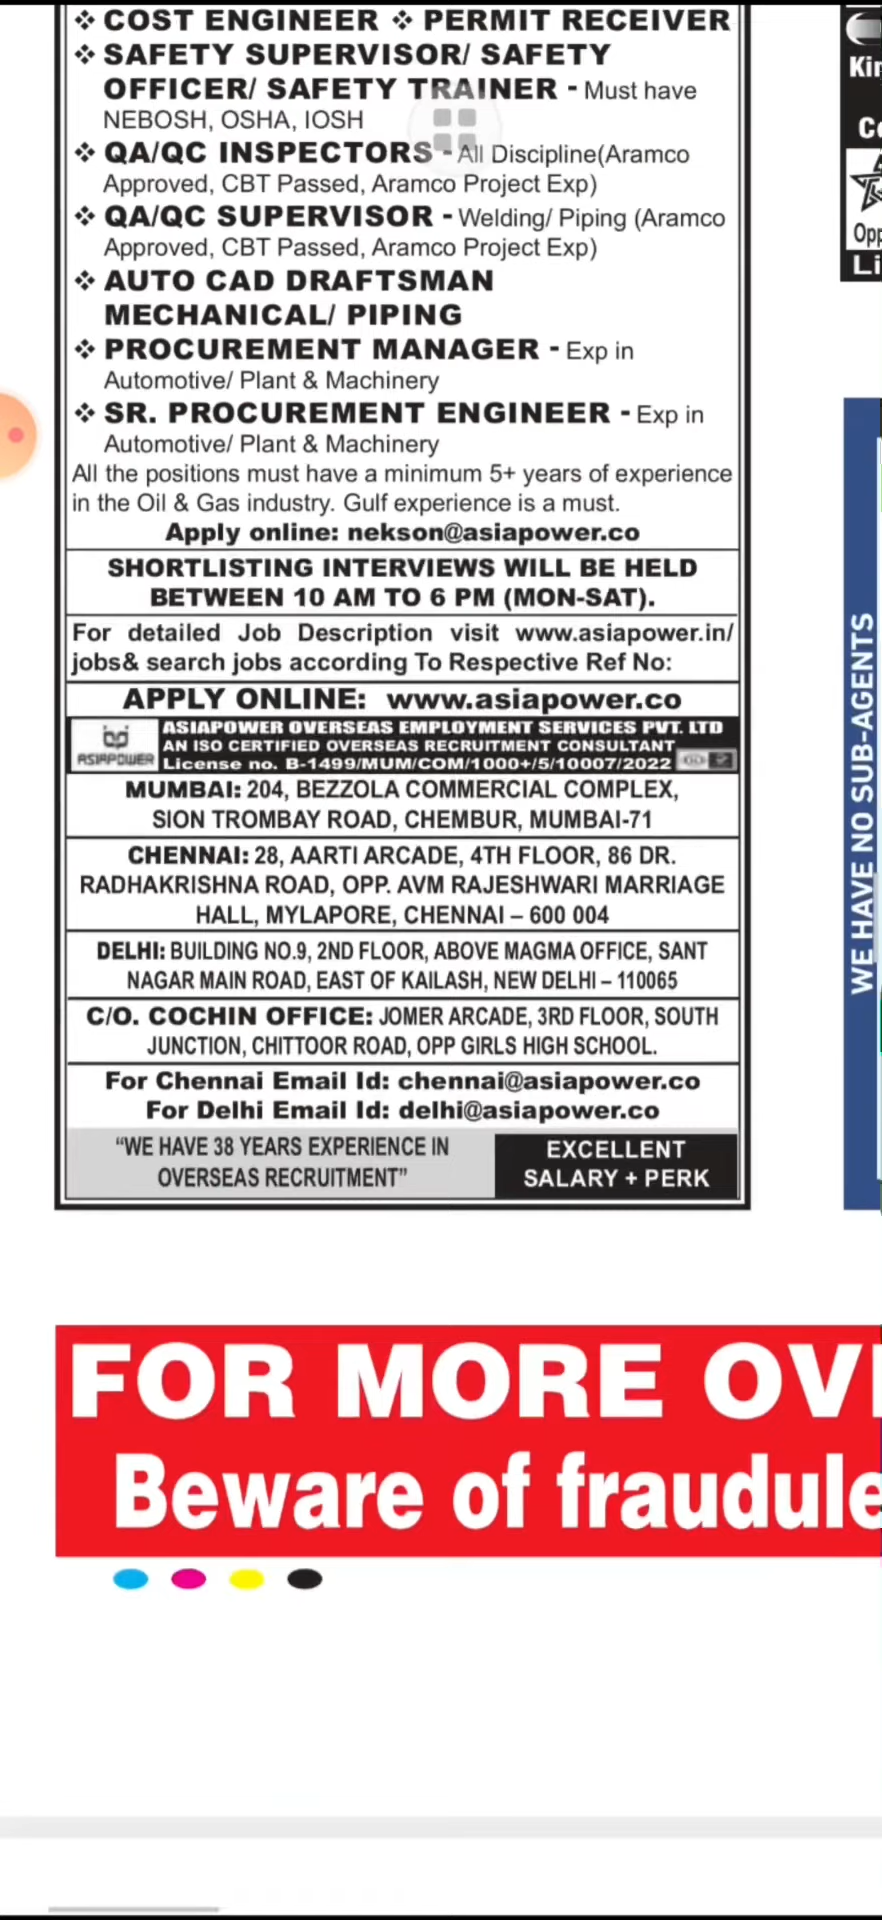 ❖ COST ENGINEER ❖ PERMIT RECEIVER
❖ SAFETY SUPERVISOR/ SAFETY
OFFICER/ SAFETY TRAINER - Must have
NEBOSH, OSHA, IOSH
❖ QA/QC INSPECTORS - All Discipline(Aramco
Approved, CBT Passed, Aramco Project Exp)
❖ QA/QC SUPERVISOR - Welding/ Piping (Aramco
Approved, CBT Passed, Aramco Project Exp)
❖ AUTO CAD DRAFTSMAN
MECHANICAL/ PIPING
❖ PROCUREMENT MANAGER - Exp in
Automotive/ Plant & Machinery
❖ SR. PROCUREMENT ENGINEER - Exp in
Automotive/ Plant & Machinery
All the positions must have a minimum 5+ years of experience
in the Oil & Gas industry. Gulf experience is a must.
Apply online: nekson@asiapower.co
SHORTLISTING INTERVIEWS WILL BE HELD
BETWEEN 10 AM TO 6 PM (MON-SAT).
For detailed Job Description visit www.asiapower.in/
jobs& search jobs according To Respective Ref No:
APPLY ONLINE: www.asiapower.co
ASIAPOWER OVERSEAS EMPLOYMENT SERVICES PVT. LTD
AN ISO CERTIFIED OVERSEAS RECRUITMENT CONSULTANT
ASIAPOWER License no. B-1499/MUM/COM/1000+/5/10007/2022
MUMBAI: 204, BEZZOLA COMMERCIAL COMPLEX,
SION TROMBAY ROAD, CHEMBUR, MUMBAI-71
CHENNAI: 28, AARTI ARCADE, 4TH FLOOR, 86 DR.
RADHAKRISHNA ROAD, OPP. AVM RAJESHWARI MARRIAGE
HALL, MYLAPORE, CHENNAI – 600 004
DELHI: BUILDING NO.9, 2ND FLOOR, ABOVE MAGMA OFFICE, SANT
NAGAR MAIN ROAD, EAST OF KAILASH, NEW DELHI – 110065
C/O. COCHIN OFFICE: JOMER ARCADE, 3RD FLOOR, SOUTH
JUNCTION, CHITTOOR ROAD, OPP GIRLS HIGH SCHOOL.
For Chennai Email Id: chennai@asiapower.co
For Delhi Email Id: delhi@asiapower.co
“WE HAVE 38 YEARS EXPERIENCE IN
OVERSEAS RECRUITMENT”
EXCELLENT
SALARY + PERK
Opp
Li
WE HAVE NO SUB-AGENTS
FOR MORE OV
Beware of fraudule